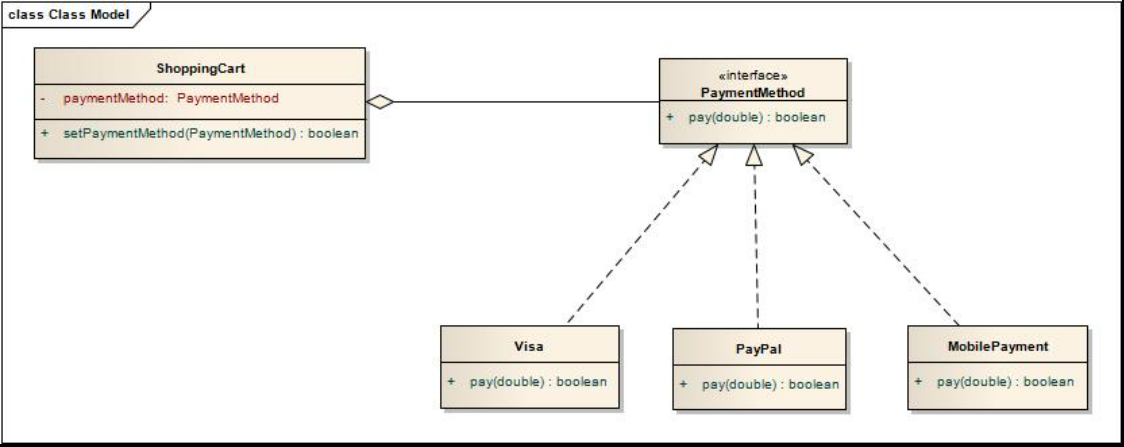 class Class Model
ShoppingCart
- paymentMethod: PaymentMethod
+ setPaymentMethod(PaymentMethod) : boolean
«interface»
PaymentMethod
+ pay(double) : boolean
Visa
+ pay(double) : boolean
PayPal
+ pay(double) : boolean
MobilePayment
+ pay(double) : boolean